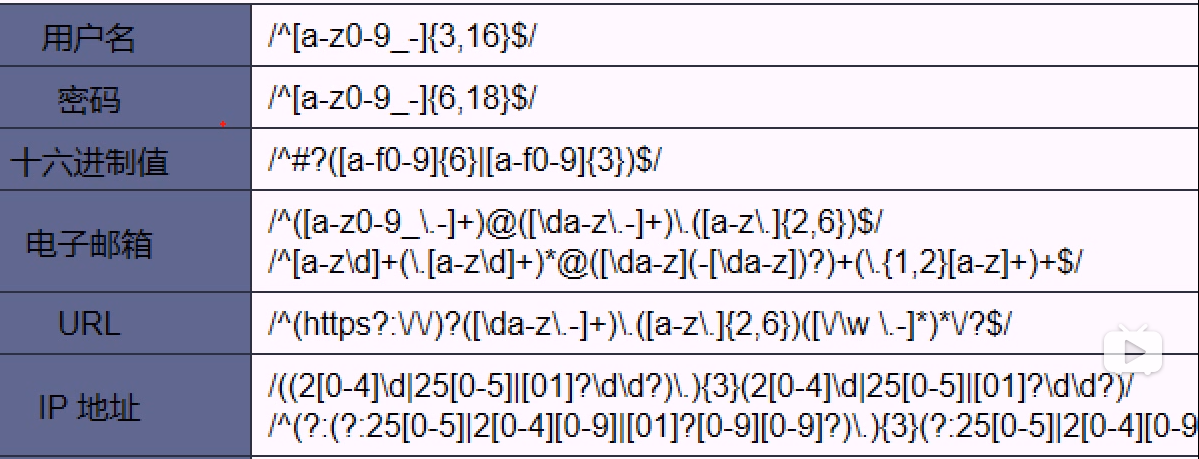 用户名 /^[a-z0-9_-]{3,16}$/
密码 /^[a-z0-9_-]{6,18}$/
十六进制值 /^#?([a-f0-9]{6}|[a-f0-9]{3})$/
电子邮箱
/^([a-z0-9_\.-]+)@([\da-z\.-]+)\.([a-z\.]{2,6})$/
/^[a-z\d]+(\.[a-z\d]+)*@([\da-z](-[\da-z])?)+(\.{1,2}[a-z]+)+$/
URL /^(https?:\/\/)?([\da-z\.-]+)\.([a-z\.]{2,6})([\/\w \.-]*)*\/?$/
IP 地址
/((2[0-4]\d|25[0-5]|[01]?\d\d?)\.){3}(2[0-4]\d|25[0-5]|[01]?\d\d?)/
/^(?:(?:25[0-5]|2[0-4][0-9]|[01]?[0-9][0-9]?)\.){3}(?:25[0-5]|2[0-4][0-9